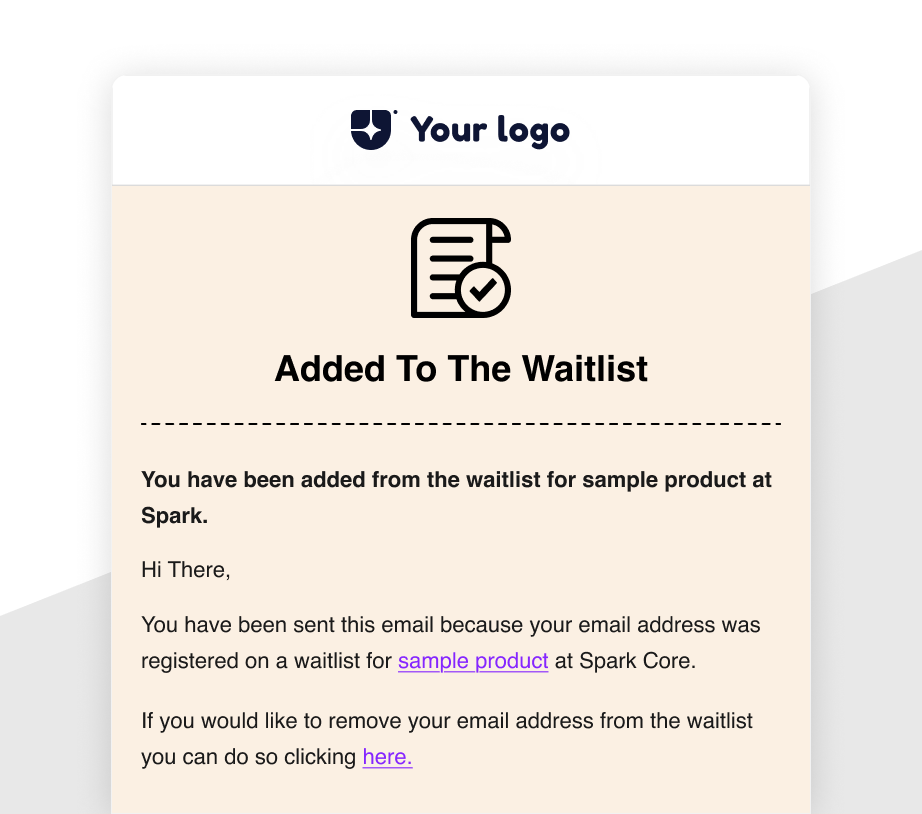 Your logo
Added To The Waitlist
You have been added from the waitlist for sample product at
Spark.
Hi There,
You have been sent this email because your email address was
registered on a waitlist for sample product at Spark Core.
If you would like to remove your email address from the waitlist
you can do so clicking here.